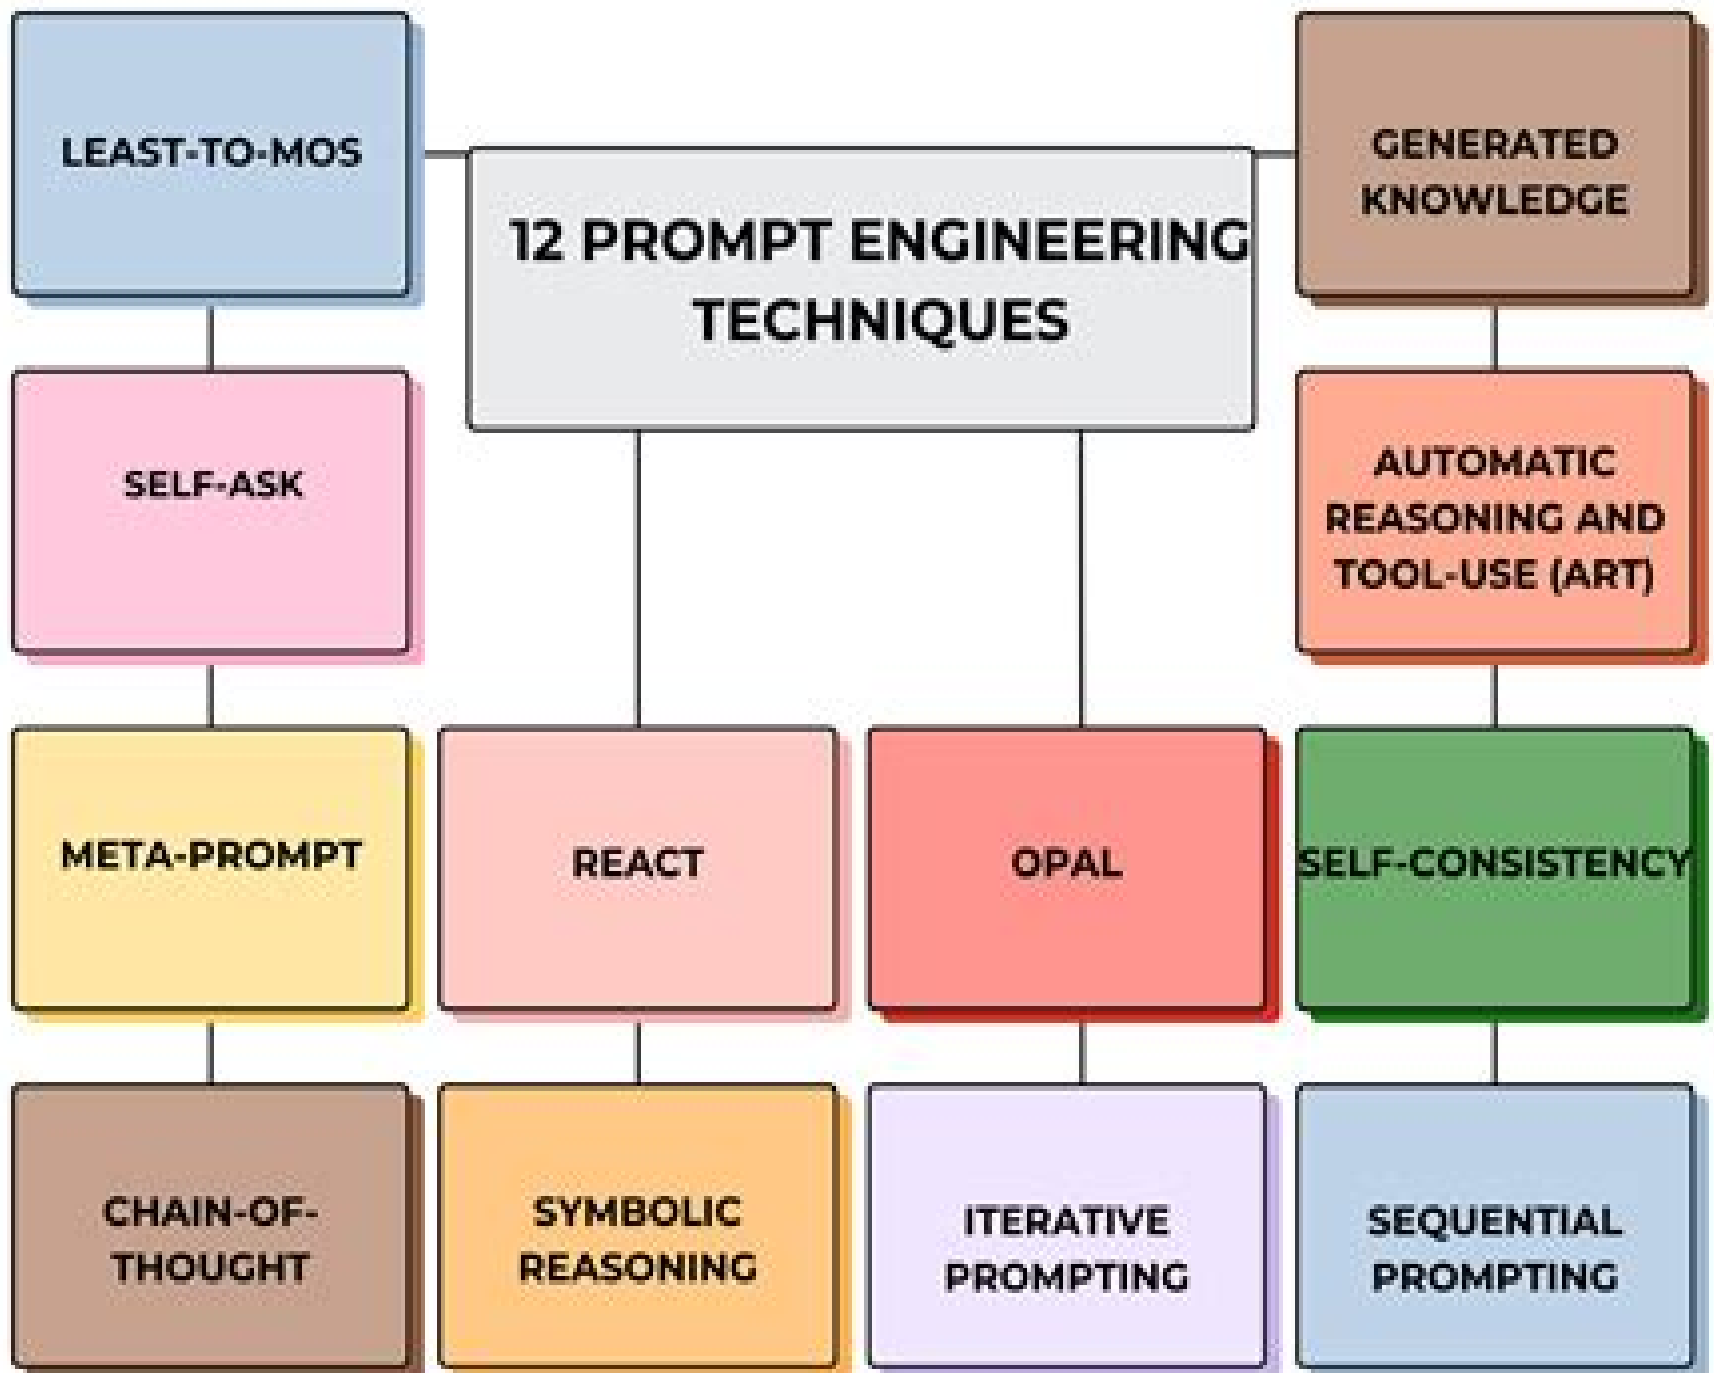 LEAST-TO-MOS
12 PROMPT ENGINEERING
TECHNIQUES
GENERATED
KNOWLEDGE
SELF-ASK
AUTOMATIC
REASONING AND
TOOL-USE (ART)
META-PROMPT
REACT
OPAL
SELF-CONSISTENCY
CHAIN-OF-
THOUGHT
SYMBOLIC
REASONING
ITERATIVE
PROMPTING
SEQUENTIAL
PROMPTING